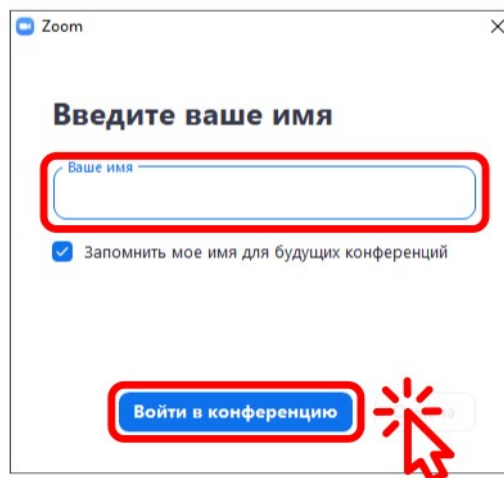 Zoom
Введите ваше имя
Ваше имя
Запомнить мое имя для будущих конференций
Войти в конференцию